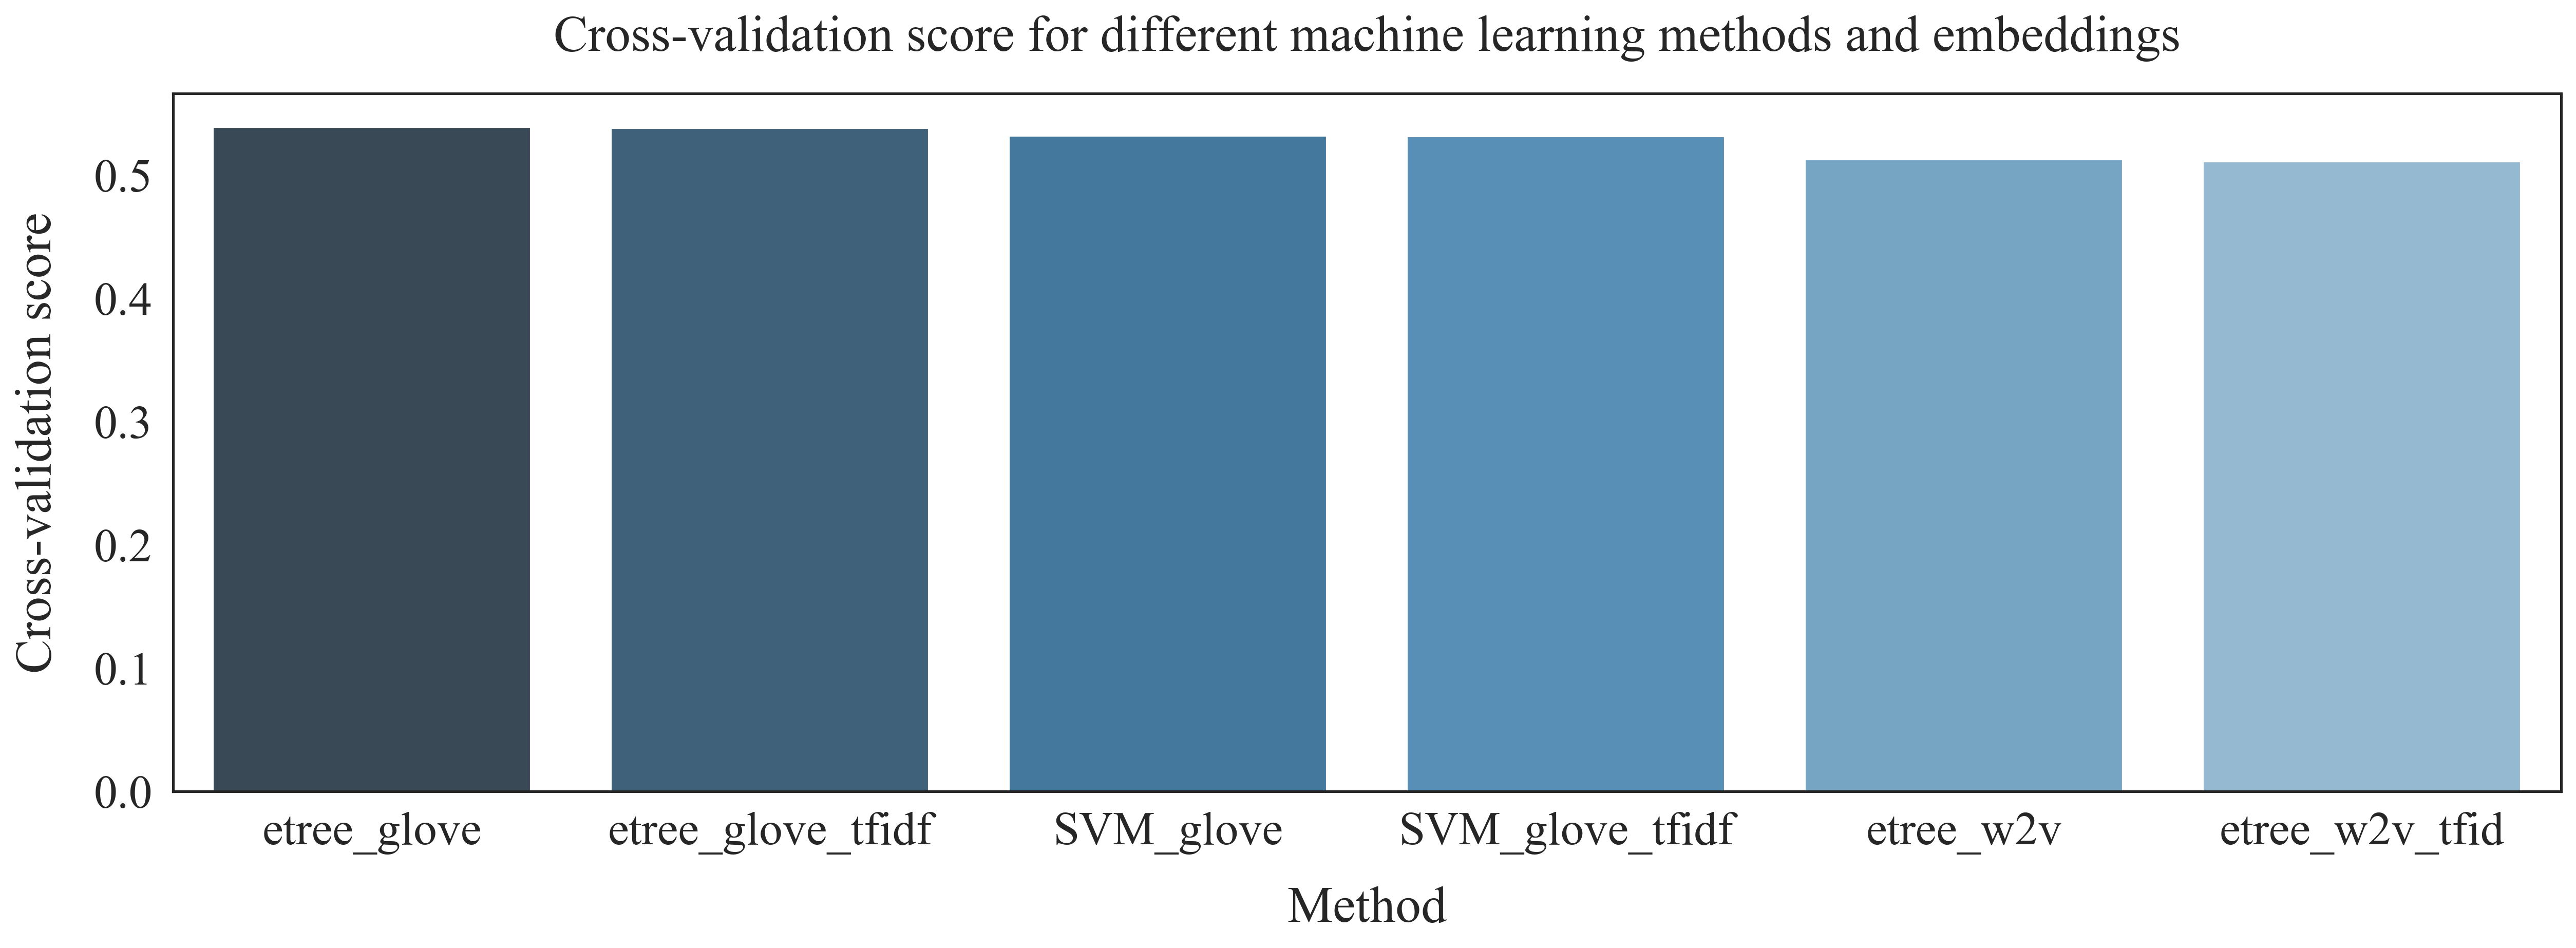 Cross-validation score for different machine learning methods and embeddings
Cross-validation score
0.5
0.4
0.3
0.2
0.1
0.0
etree_glove
etree_glove_tfidf
SVM_glove
SVM_glove_tfidf
etree_w2v
etree_w2v_tfid
Method